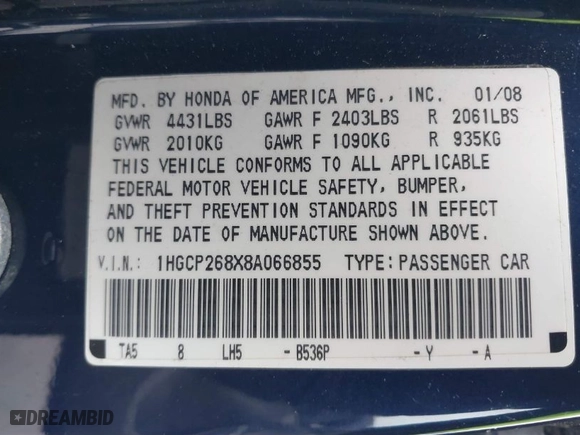 MFD. BY HONDA OF AMERICA MFG., INC. 01/08
GVWR 4431LBS GAWR F 2403LBS R 2061LBS
GVWR 2010KG GAWR F 1090KG R 935KG
THIS VEHICLE CONFORMS TO ALL APPLICABLE
FEDERAL MOTOR VEHICLE SAFETY, BUMPER,
AND THEFT PREVENTION STANDARDS IN EFFECT
ON THE DATE OF MANUFACTURE SHOWN ABOVE.
V.I.N.: 1HGCP268X8A066855 TYPE: PASSENGER CAR
TA5 8 LH5 -B536P -Y -A
DREAMBID